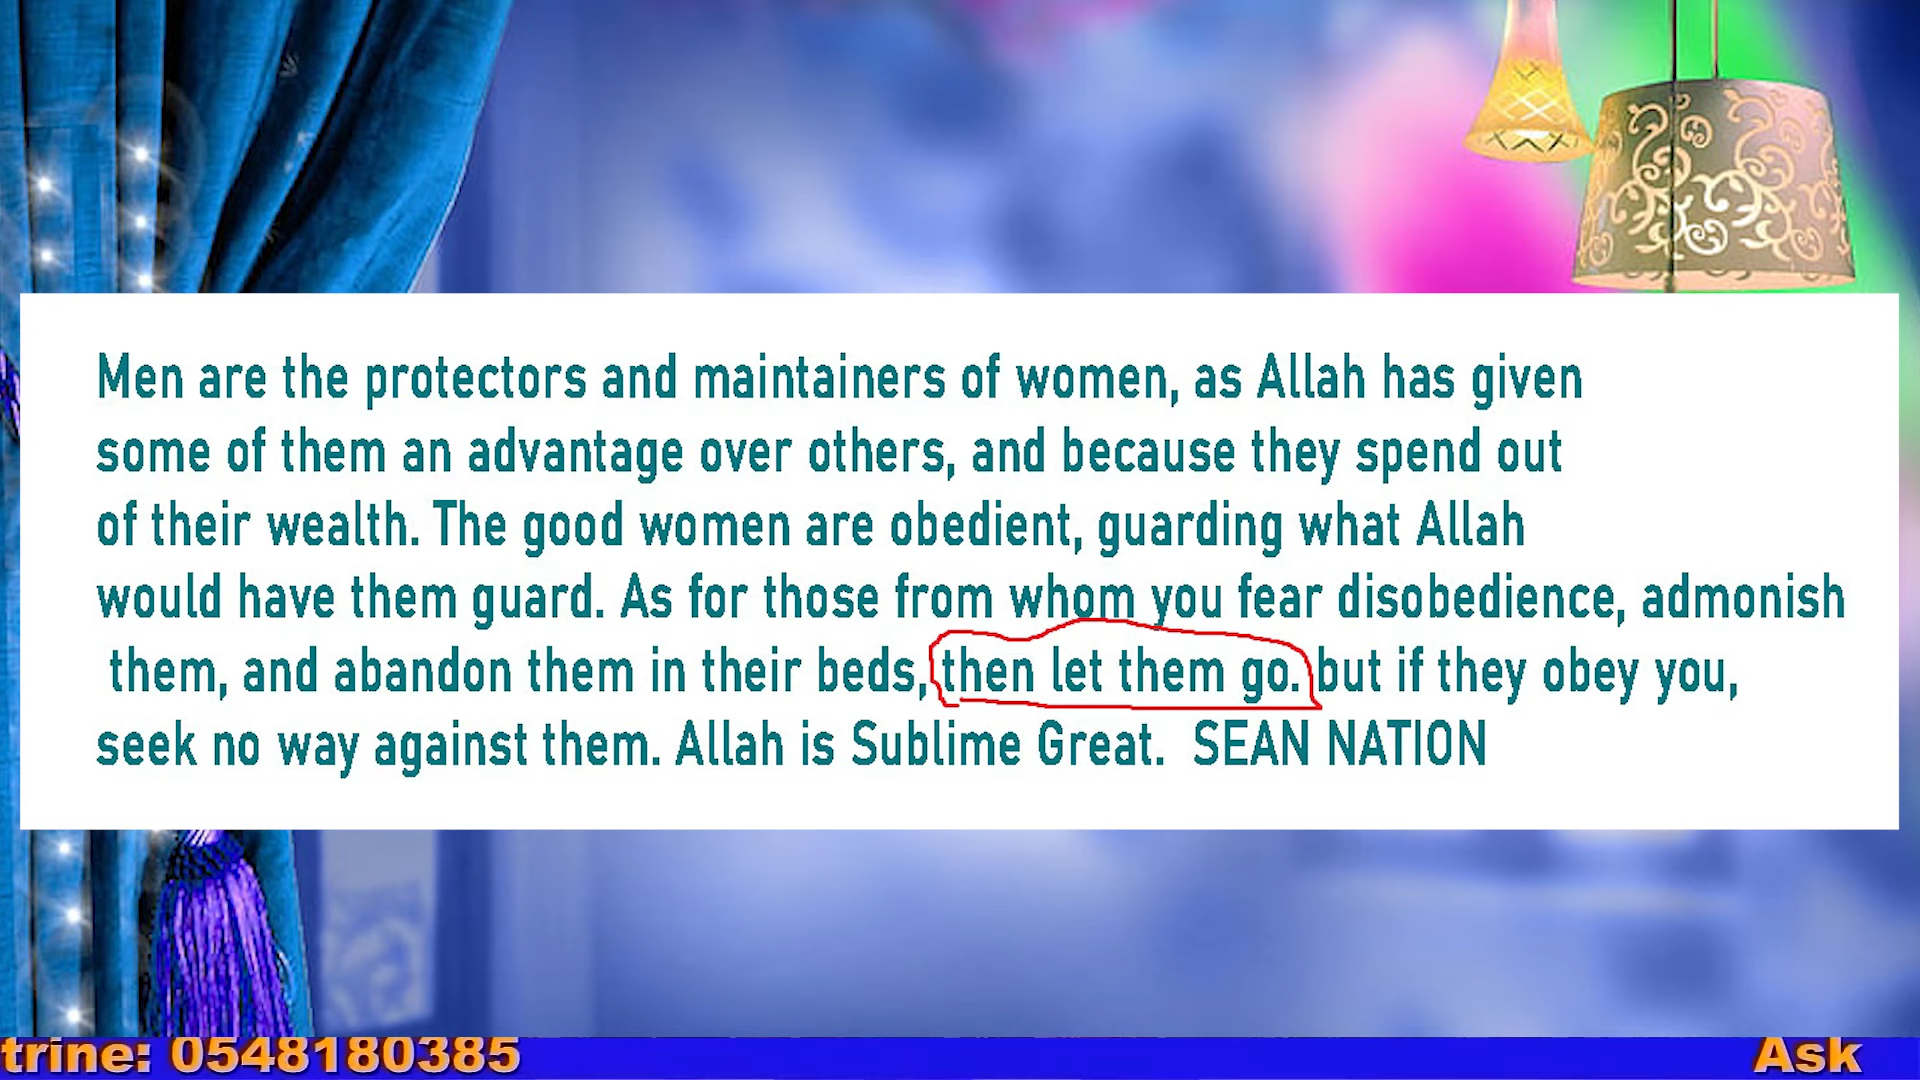 Men are the protectors and maintainers of women, as Allah has given
some of them an advantage over others, and because they spend out
of their wealth. The good women are obedient, guarding what Allah
would have them guard. As for those from whom you fear disobedience, admonish
them, and abandon them in their beds, then let them go. but if they obey you,
seek no way against them. Allah is Sublime Great. SEAN NATION
trine: 0548180385 Ask